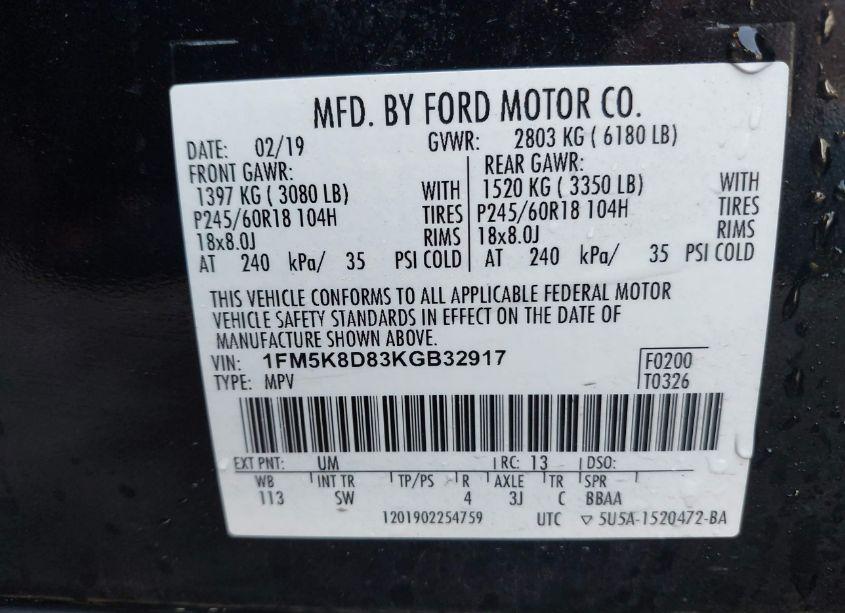 MFD. BY FORD MOTOR CO.
DATE: 02/19 GVWR: 2803 KG ( 6180 LB)
FRONT GAWR: REAR GAWR:
1397 KG ( 3080 LB) WITH 1520 KG ( 3350 LB) WITH
P245/60R18 104H TIRES P245/60R18 104H TIRES
18x8.0J RIMS 18x8.0J RIMS
AT 240 kPa/ 35 PSI COLD AT 240 kPa/ 35 PSI COLD
THIS VEHICLE CONFORMS TO ALL APPLICABLE FEDERAL MOTOR
VEHICLE SAFETY STANDARDS IN EFFECT ON THE DATE OF
MANUFACTURE SHOWN ABOVE.
VIN: 1FM5K8D83KGB32917 F0200
TYPE: MPV T0326
EXT PNT: UM RC: 13 DSO:
WB INT TR TP/PS R AXLE TR SPR
113 SW 4 3J C BBAA
1201902254759 UTC ▽ 5U5A-1520472-BA